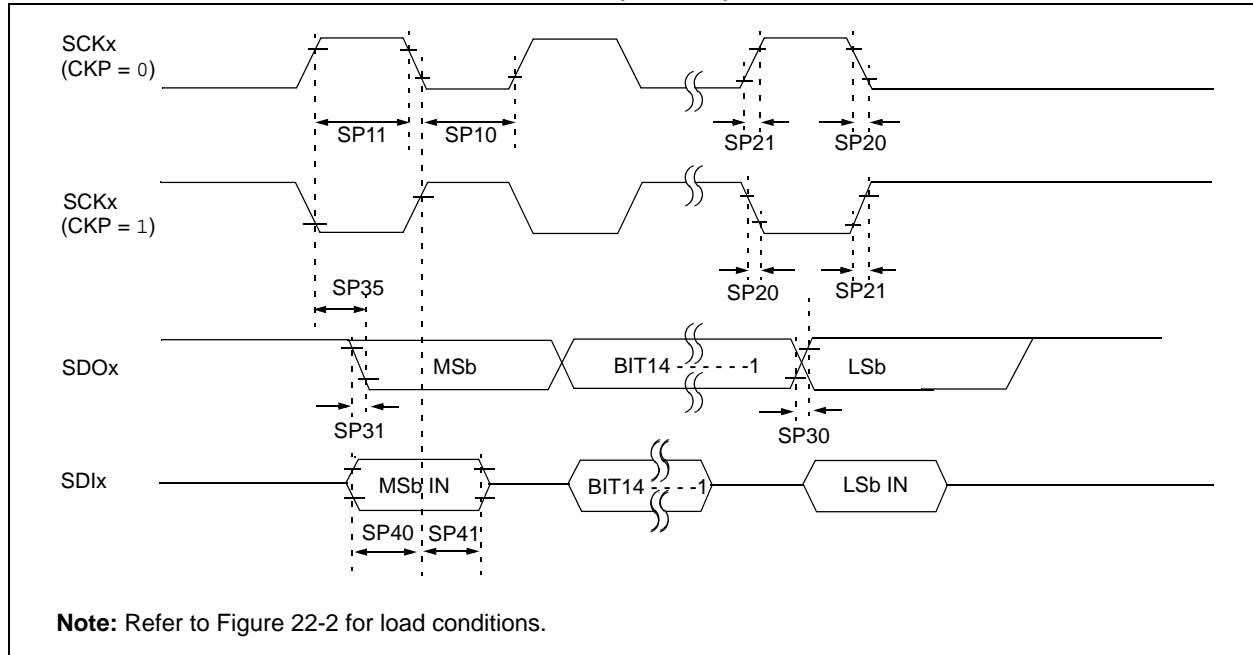 SCKx
(CKP = 0)
SP11
SP10
SP21
SP20
SCKx
(CKP = 1)
SP35
SP20
SP21
SDOx
MSb
BIT14 - - - - - -1
LSb
SP31
SP30
SDIx
MSb IN
BIT14 - - - -1
LSb IN
SP40
SP41
Note: Refer to Figure 22-2 for load conditions.